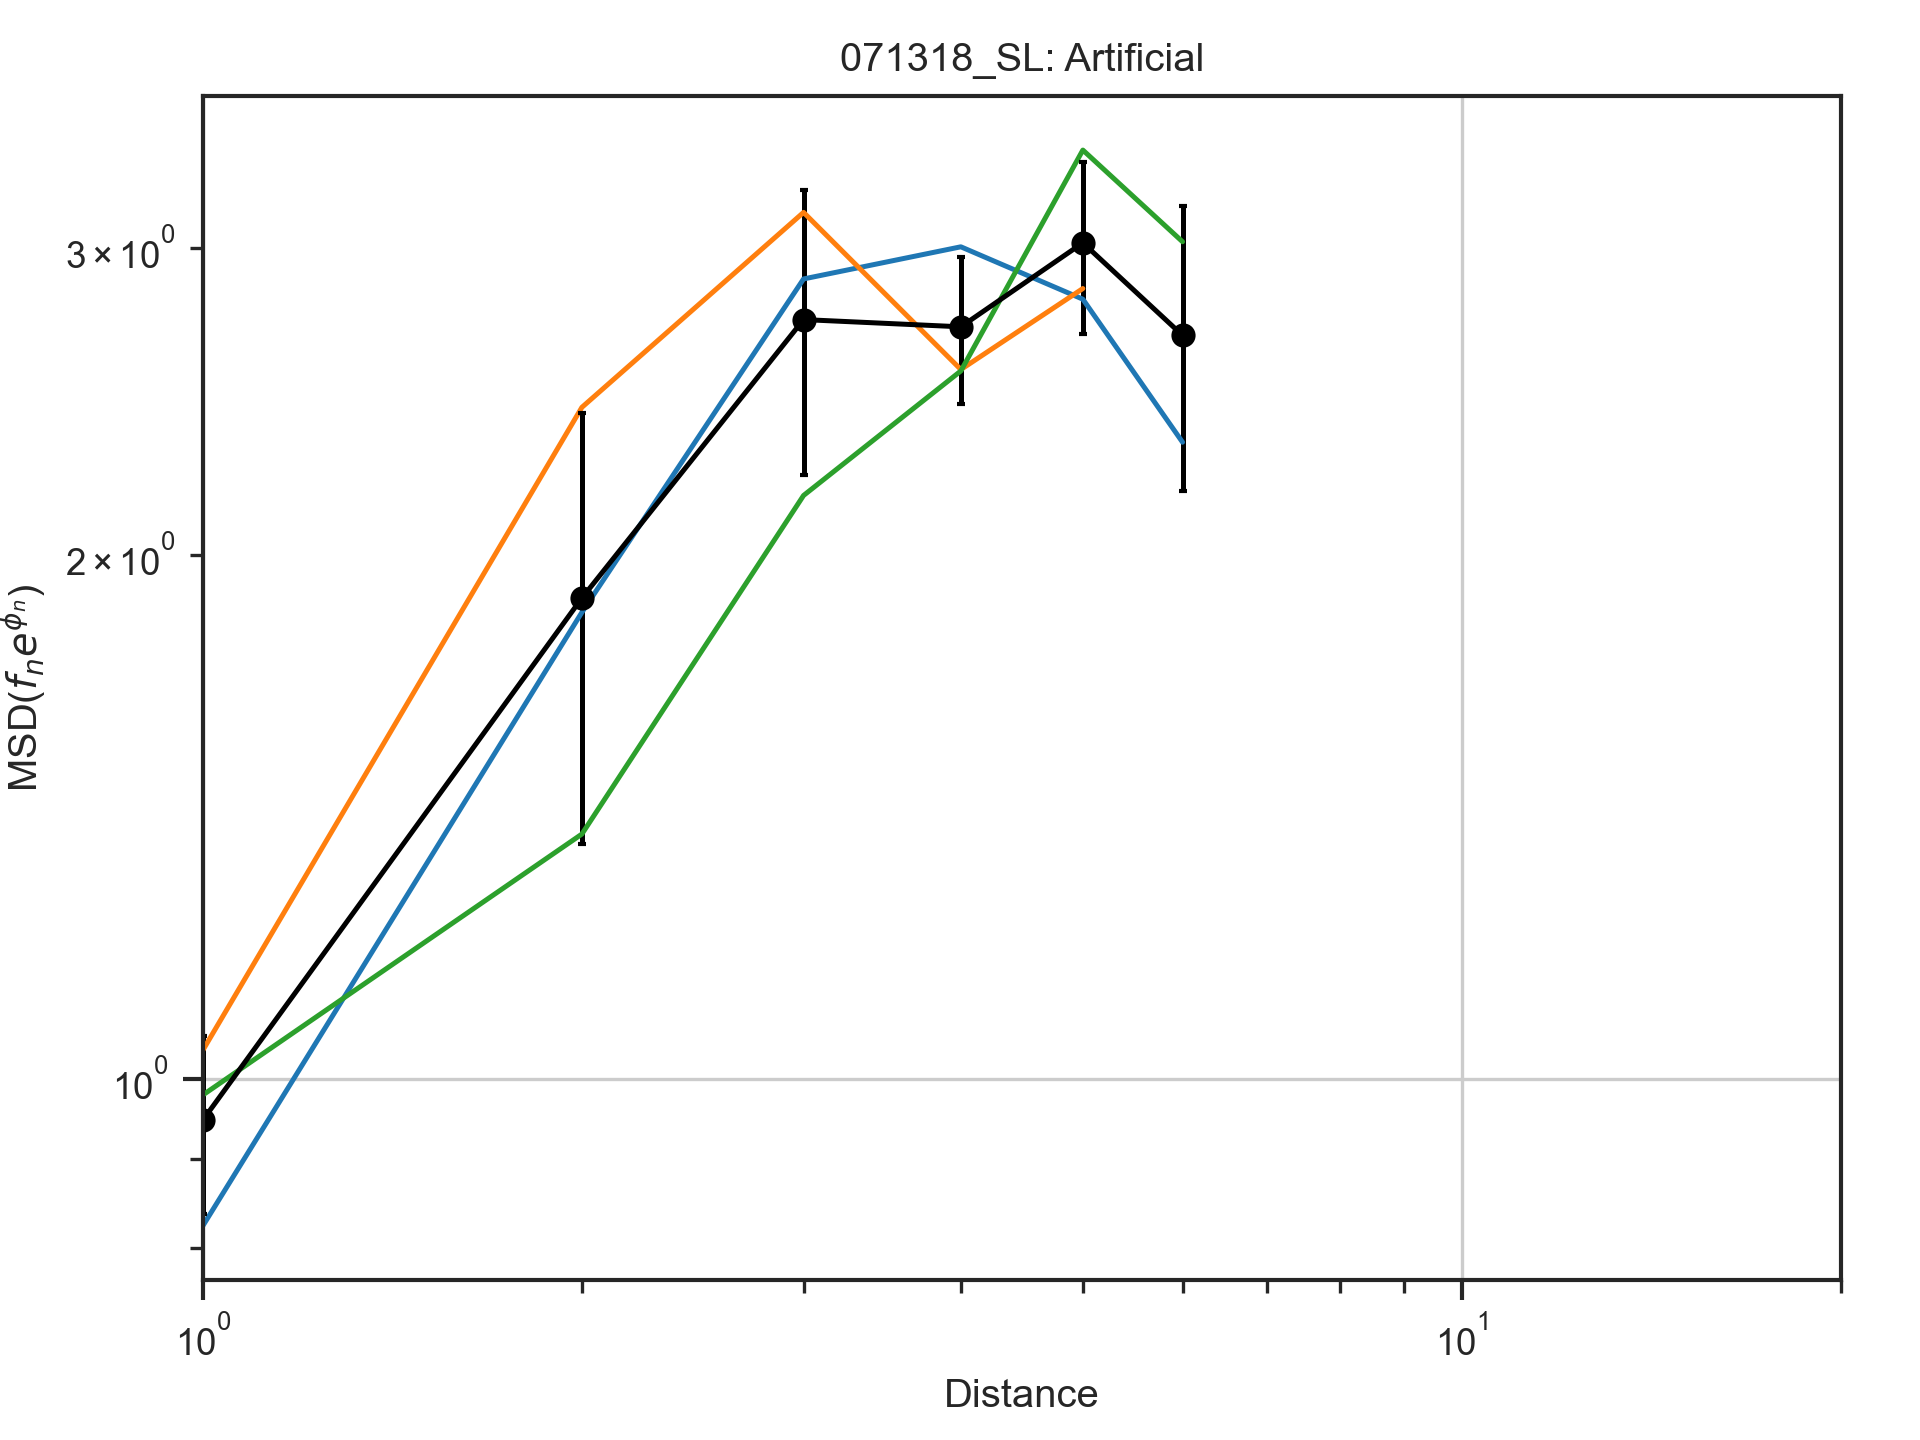 071318_SL: Artificial
MSD(fₙe^ϕₙ)
3 × 10⁰
2 × 10⁰
10⁰
10⁰
10¹
Distance